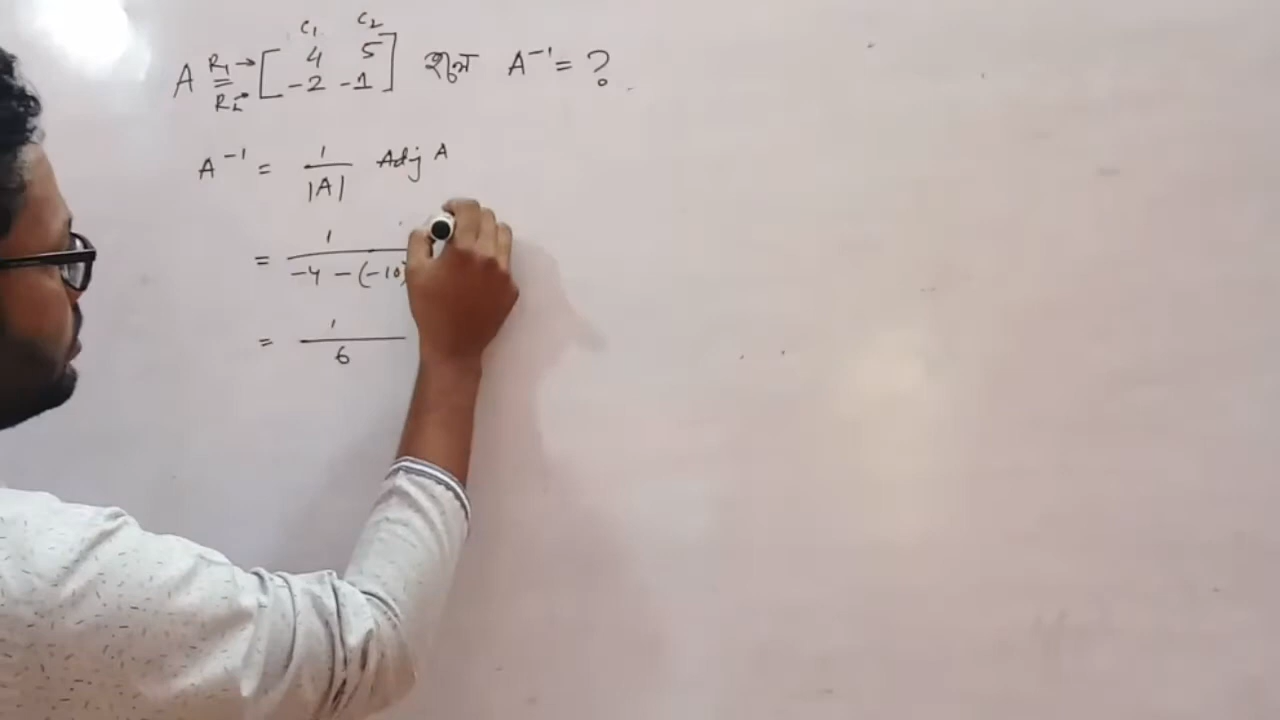 C₁ C₂
R₁ → [ 4 5 ]
A = [ -2 -1 ] হলে A⁻¹ = ?
R₂ →
A⁻¹ = 1/|A| Adj A
= 1/(-4 - (-10)
= 1/6